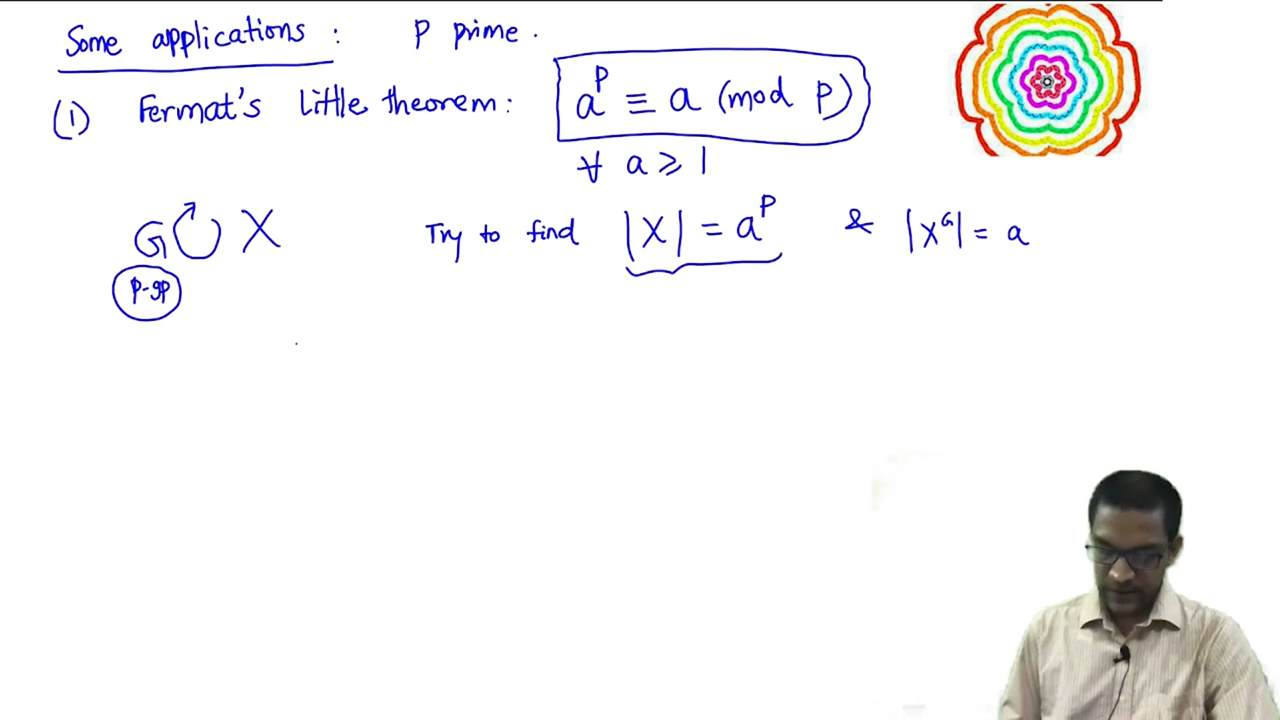 Some applications: P prime.
(1) Fermat's Little theorem: a^p ≡ a (mod p)
∀ a ≥ 1
G ↻ X Try to find |X| = a^p & |X^G| = a
p-gp